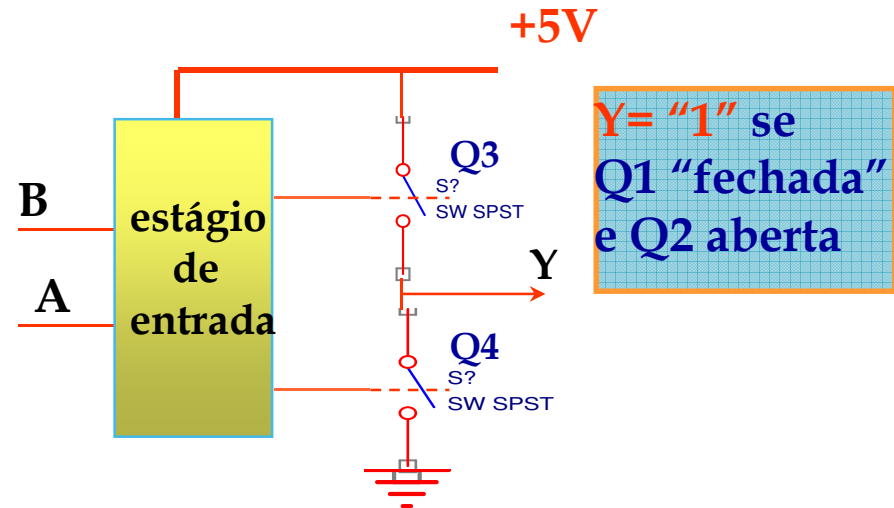 +5V
Y= “1” se
Q1 “fechada”
e Q2 aberta
Q3
S?
SW SPST
B
estágio
de
entrada
A
Y
Q4
S?
SW SPST